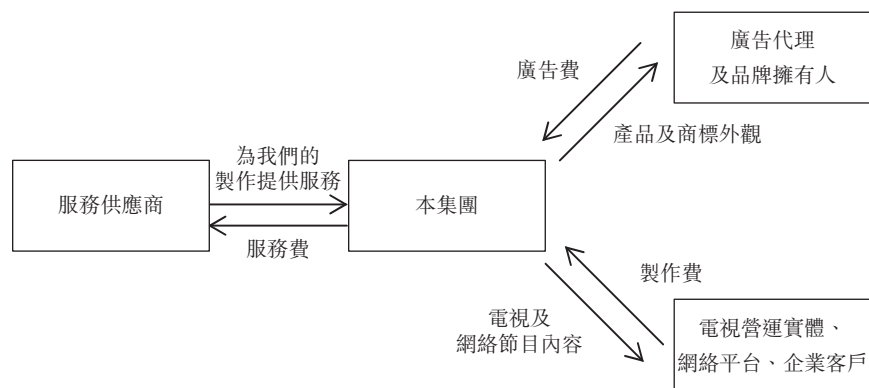 廣告代理
及品牌擁有人
廣告費
產品及商標外觀
為我們的
製作提供服務
服務供應商
本集團
服務費
製作費
電視及
網絡節目內容
電視營運實體、
網絡平台、企業客戶